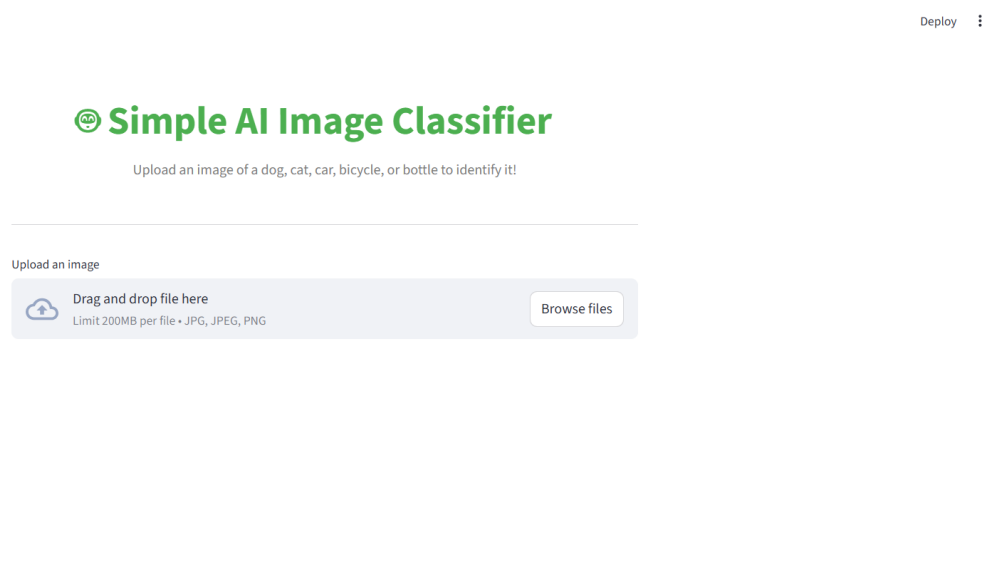 Deploy
Simple AI Image Classifier
Upload an image of a dog, cat, car, bicycle, or bottle to identify it!
Upload an image
Drag and drop file here
Limit 200MB per file • JPG, JPEG, PNG
Browse files